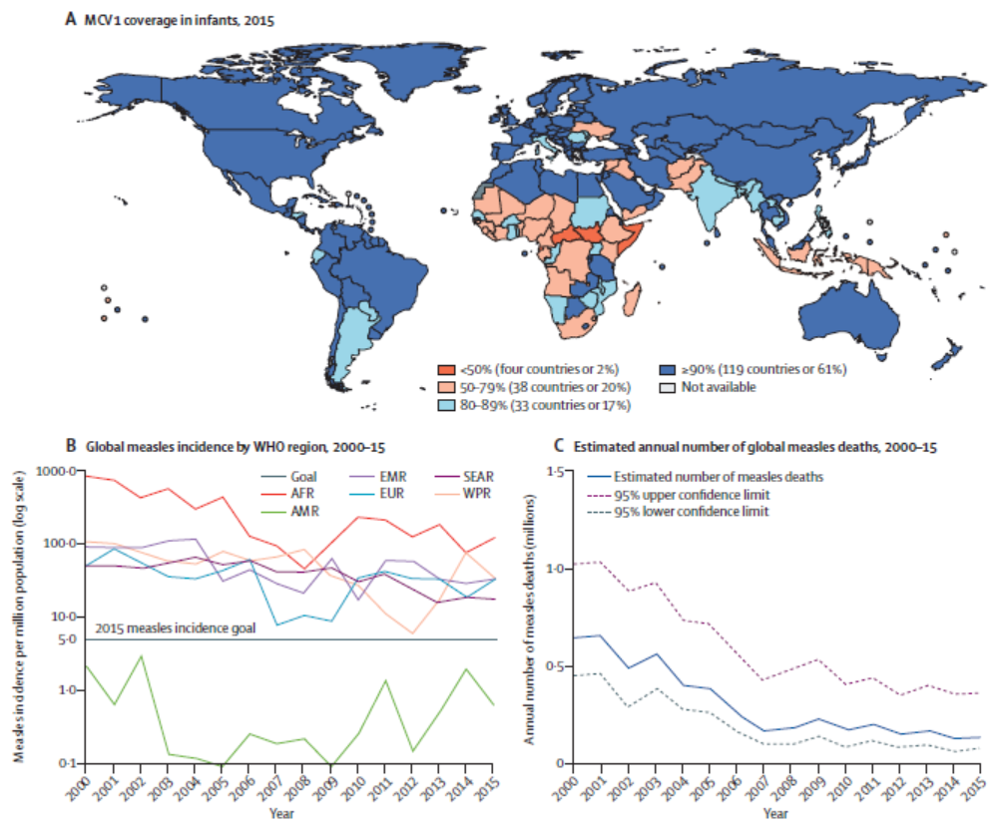 A MCV1 coverage in infants, 2015
<50% (four countries or 2%)
50–79% (38 countries or 20%)
80–89% (33 countries or 17%)
≥90% (119 countries or 61%)
Not available
B Global measles incidence by WHO region, 2000–15
Measles incidence per million population (log scale)
1000·0
100·0
10·0
5·0
1·0
0·1
Goal
AFR
AMR
EMR
EUR
SEAR
WPR
2015 measles incidence goal
2000 2001 2002 2003 2004 2005 2006 2007 2008 2009 2010 2011 2012 2013 2014 2015
Year
C Estimated annual number of global measles deaths, 2000–15
Annual number of measles deaths (millions)
1·5
1·0
0·5
0
Estimated number of measles deaths
95% upper confidence limit
95% lower confidence limit
2000 2001 2002 2003 2004 2005 2006 2007 2008 2009 2010 2011 2012 2013 2014 2015
Year